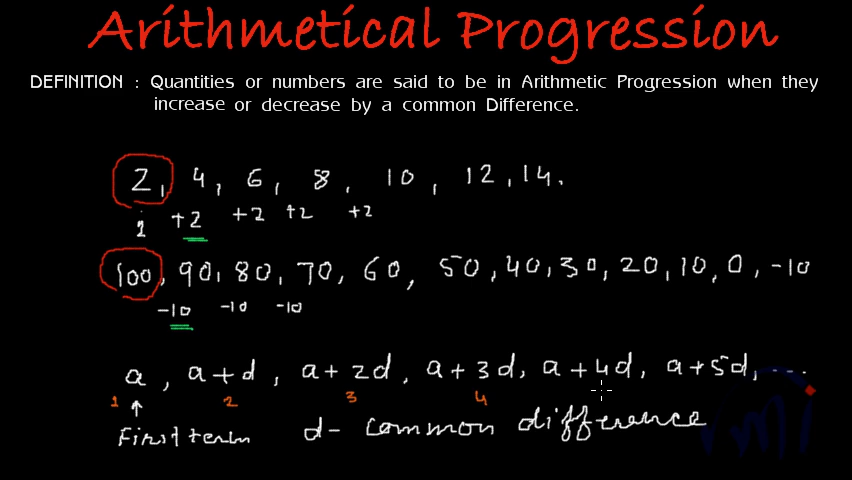 Arithmetical Progression
DEFINITION : Quantities or numbers are said to be in Arithmetic Progression when they
increase or decrease by a common Difference.
2, 4, 6, 8, 10, 12, 14.
+2 +2 +2 +2
100, 90, 80, 70, 60, 50, 40, 30, 20, 10, 0, -10
-10 -10 -10
a, a+d, a+2d, a+3d, a+4d, a+5d, ...
1 2 3 4
First term d- common difference